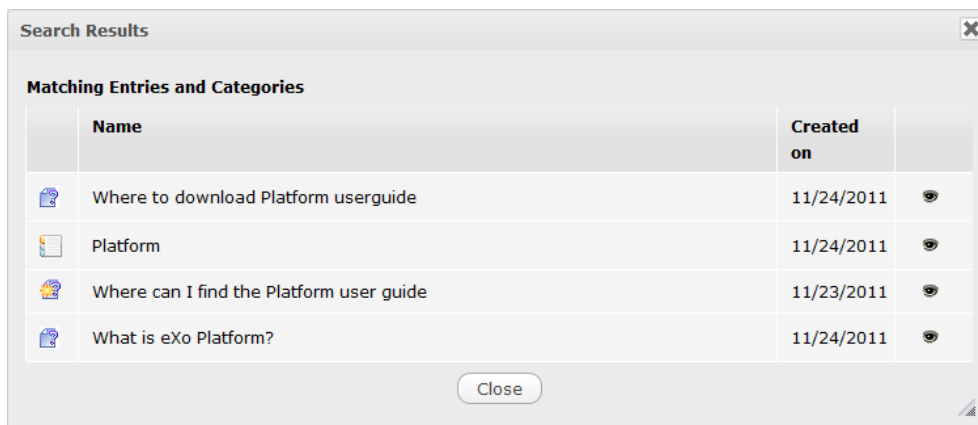 Search Results
Matching Entries and Categories
Name Created
on
Where to download Platform userguide 11/24/2011
Platform 11/24/2011
Where can I find the Platform user guide 11/23/2011
What is eXo Platform? 11/24/2011
Close